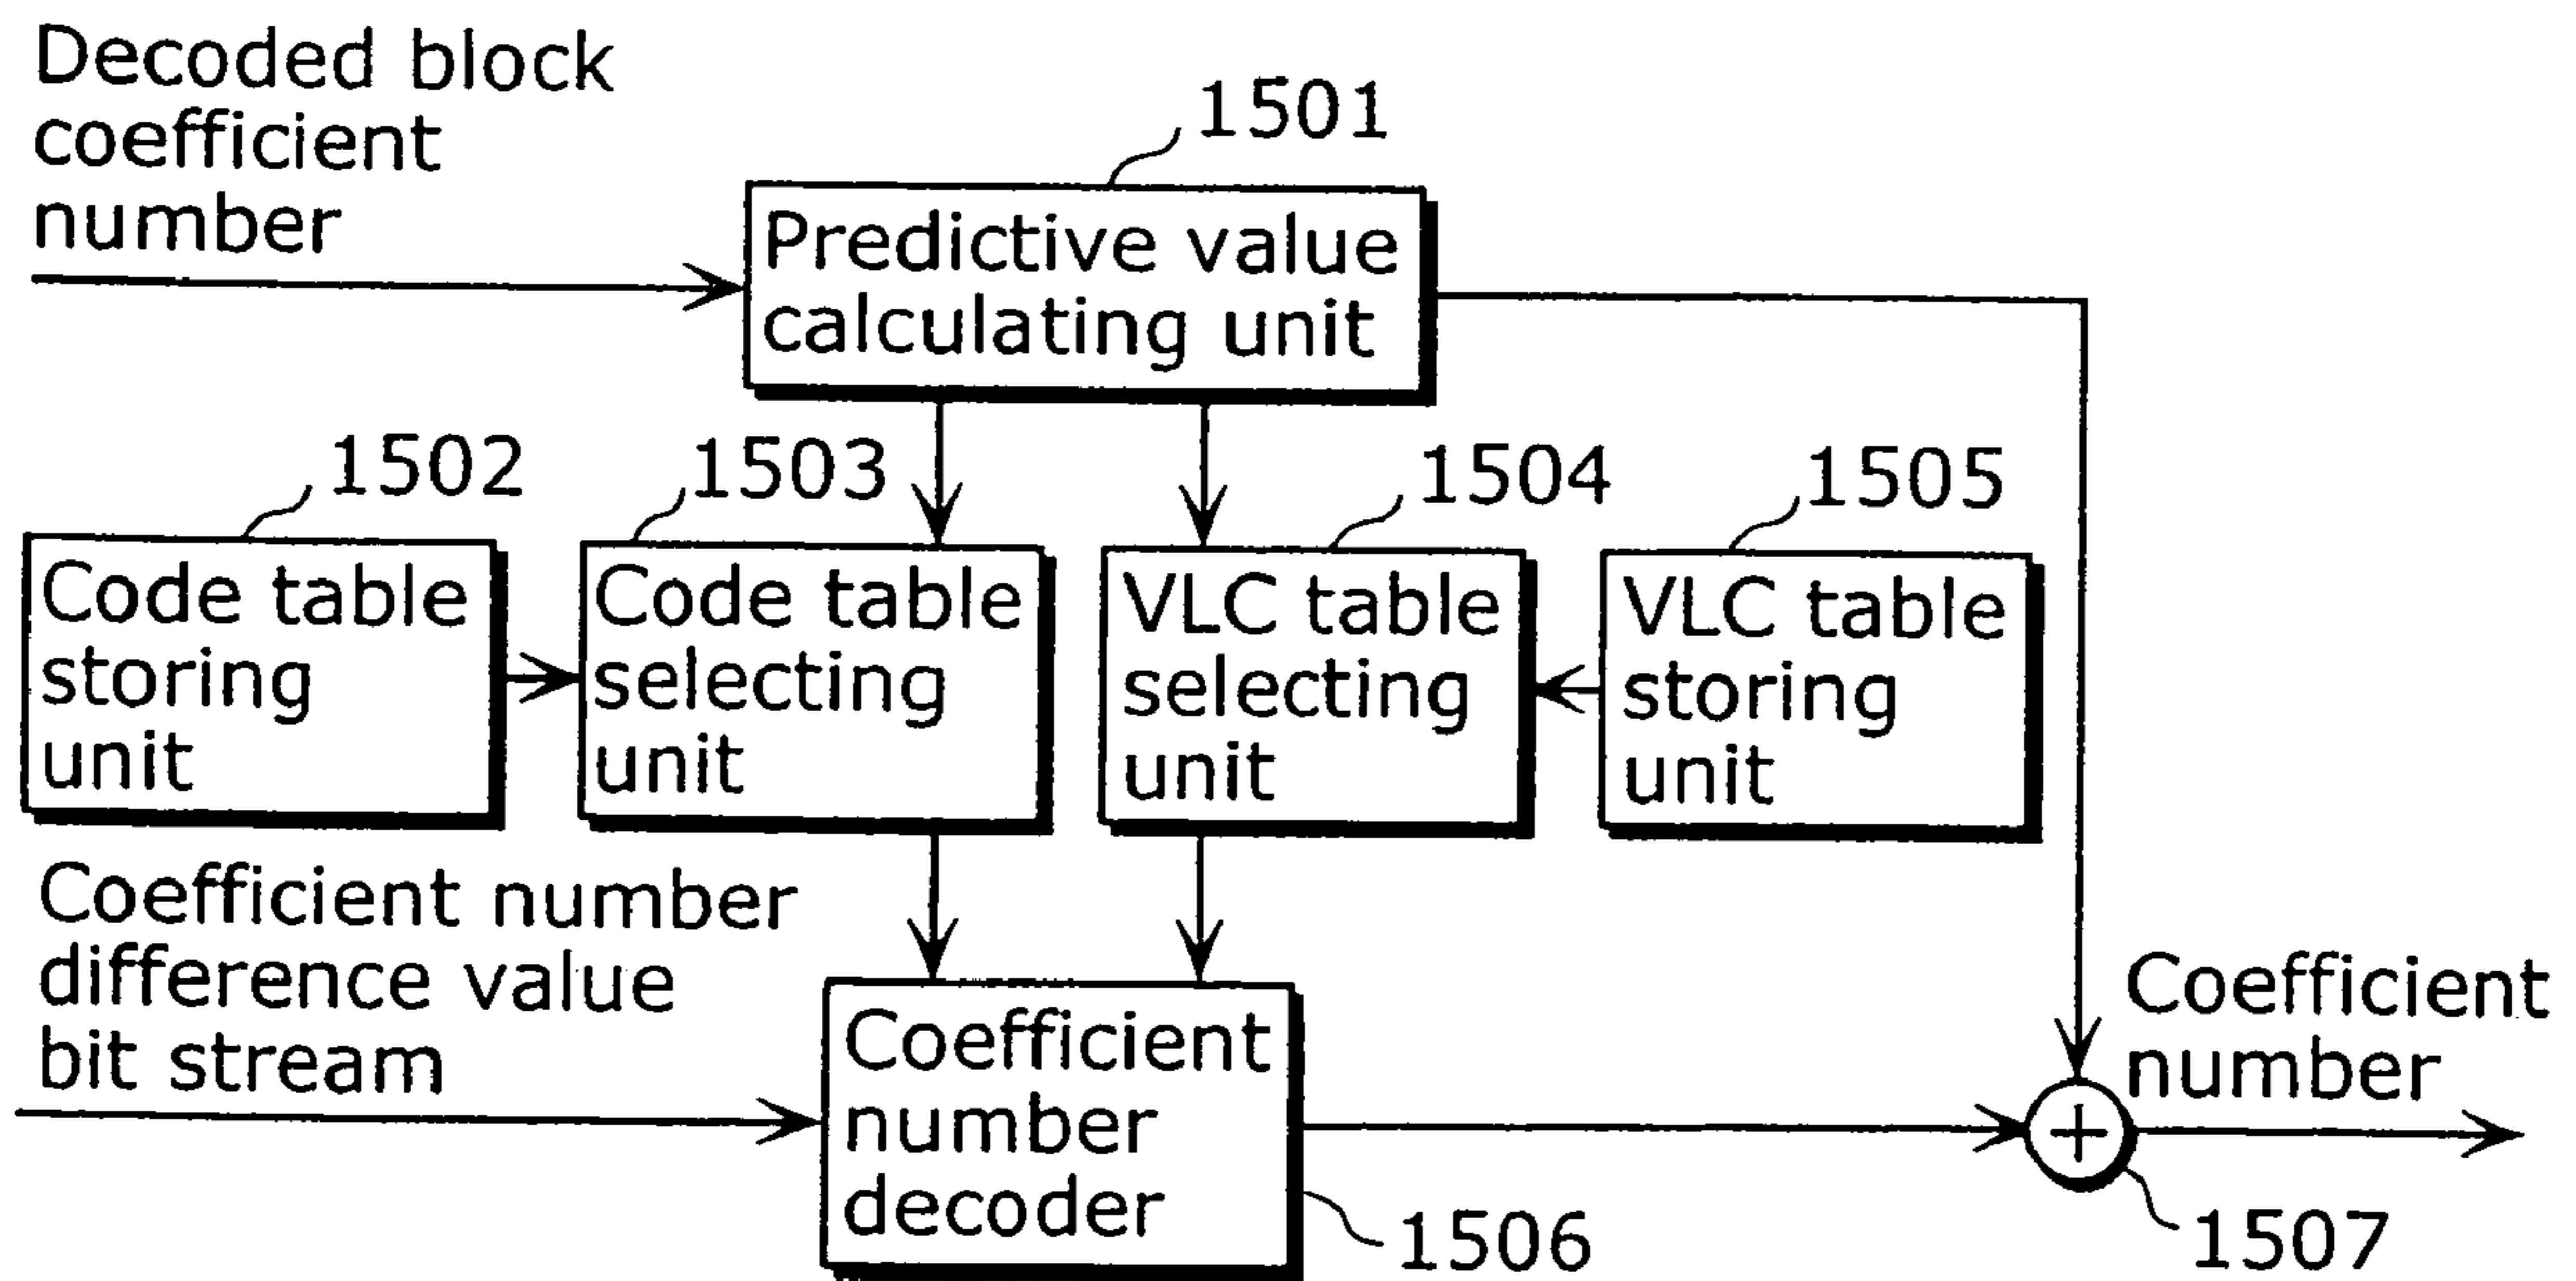 Decoded block
coefficient
number
1501
Predictive value
calculating unit
1502
1503
1504
1505
Code table
storing
unit
Code table
selecting
unit
VLC table
selecting
unit
VLC table
storing
unit
Coefficient number
difference value
bit stream
Coefficient
number
decoder
1506
+
Coefficient
number
1507